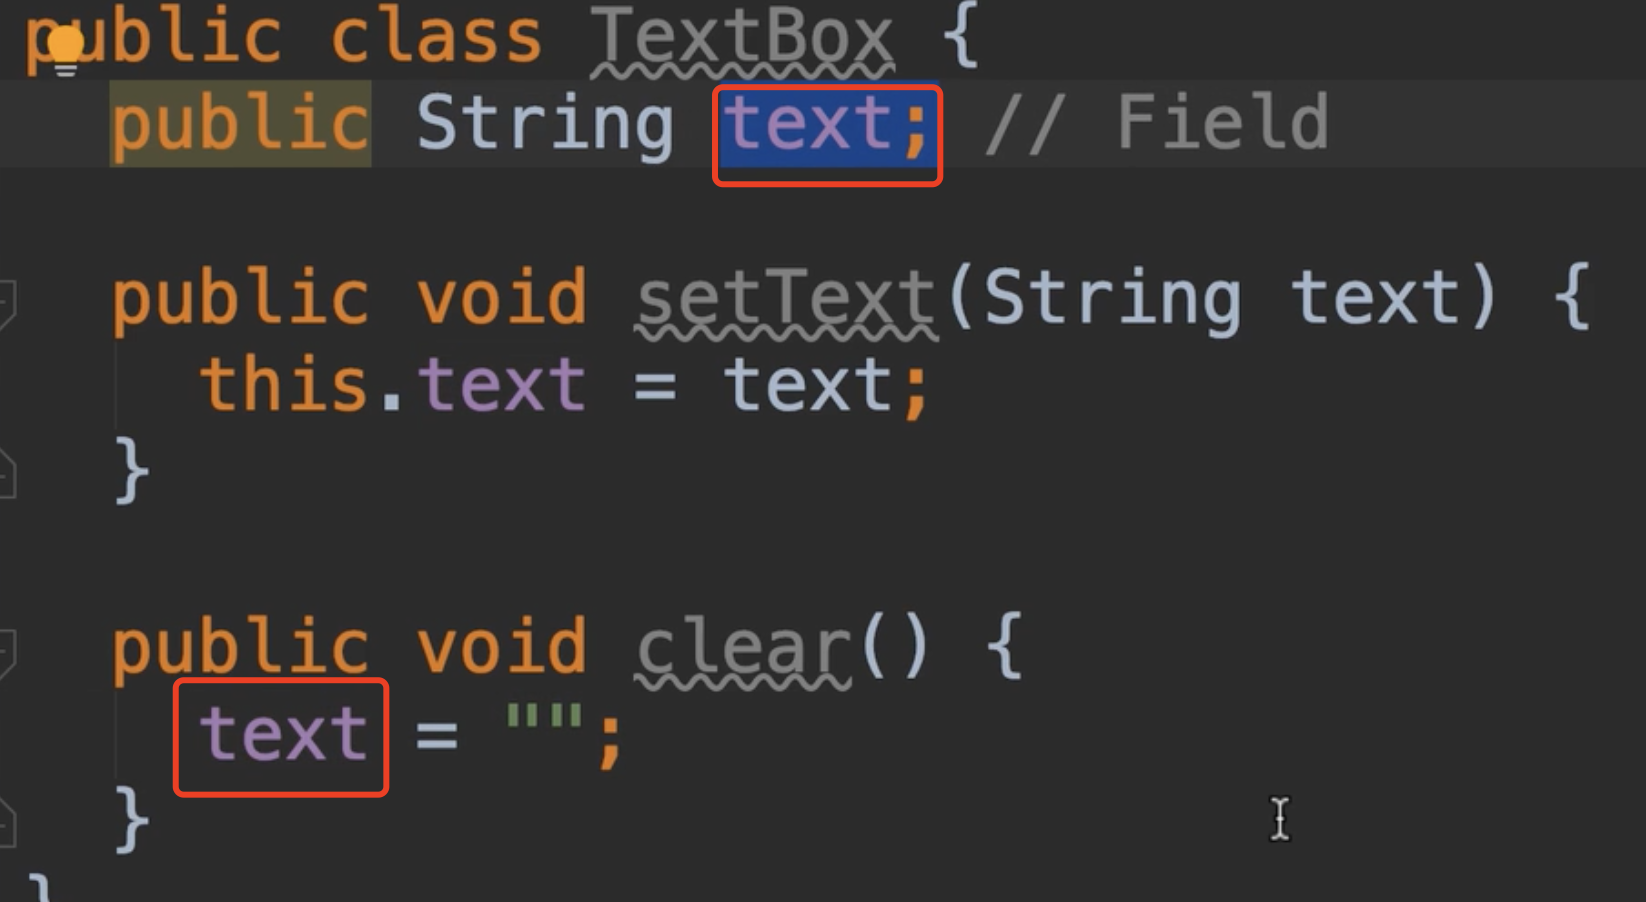 public class TextBox {
public String text; // Field
public void setText(String text) {
this.text = text;
}
public void clear() {
text = "";
}
}